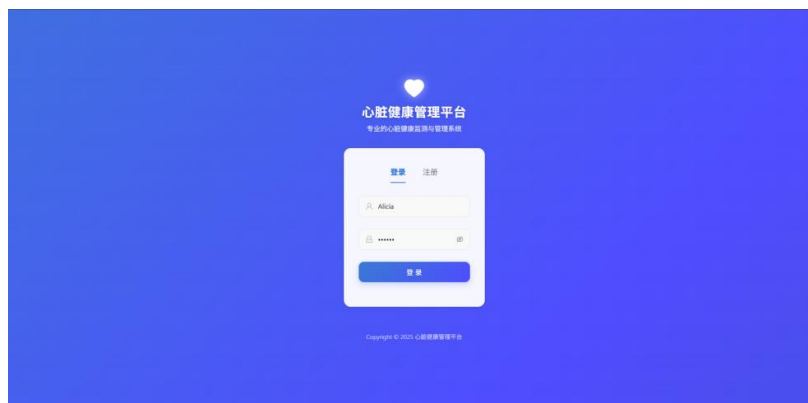 心脏健康管理平台
专业的心脏健康监测与管理系统
登录 注册
Alicia
••••••
登 录
Copyright © 2025 心脏健康管理平台